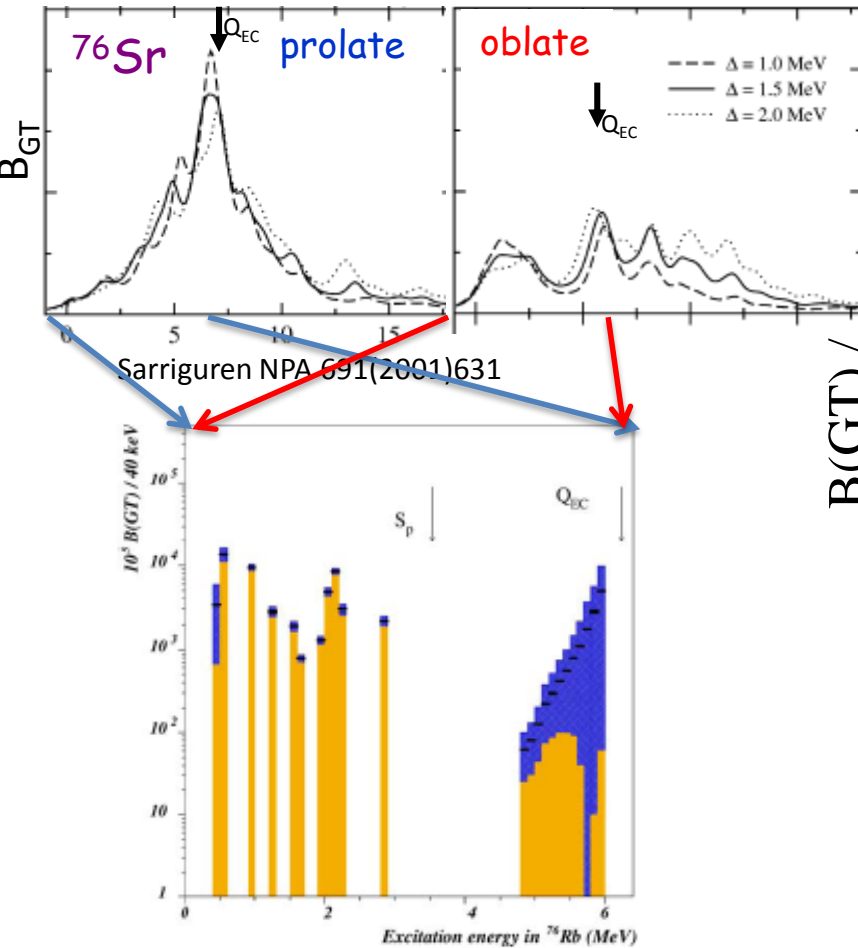 ⁷⁶Sr
Q_EC
prolate
oblate
Δ = 1.0 MeV
Δ = 1.5 MeV
Δ = 2.0 MeV
Q_EC
B_GT
0
5
10
15
Sarriguren NPA 691(2001)631
B(GT) /
10⁵ B(GT) / 40 keV
10⁵
10⁴
10³
10²
10
1
S_p
Q_EC
0
2
4
6
Excitation energy in ⁷⁶Rb (MeV)